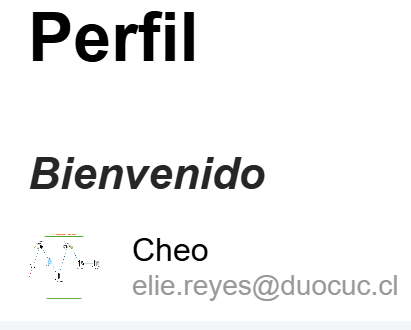 Perfil
Bienvenido
Cheo
elie.reyes@duocuc.cl